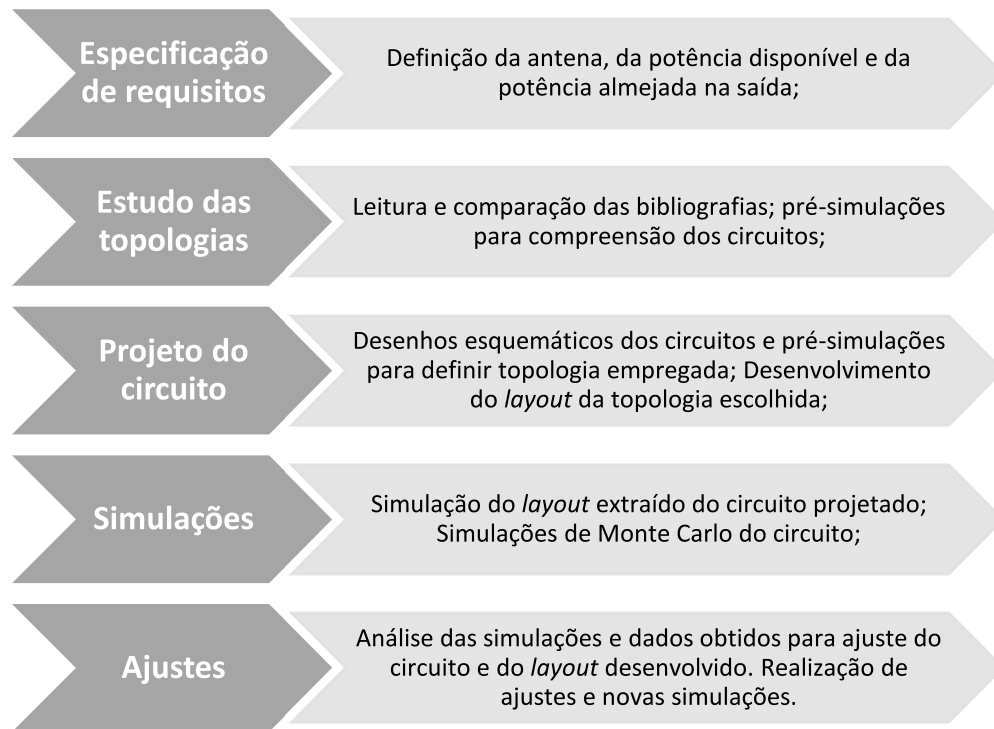 Especificação
de requisitos
Definição da antena, da potência disponível e da
potência almejada na saída;
Estudo das
topologias
Leitura e comparação das bibliografias; pré-simulações
para compreensão dos circuitos;
Projeto do
circuito
Desenhos esquemáticos dos circuitos e pré-simulações
para definir topologia empregada; Desenvolvimento
do layout da topologia escolhida;
Simulações
Simulação do layout extraído do circuito projetado;
Simulações de Monte Carlo do circuito;
Ajustes
Análise das simulações e dados obtidos para ajuste do
circuito e do layout desenvolvido. Realização de
ajustes e novas simulações.